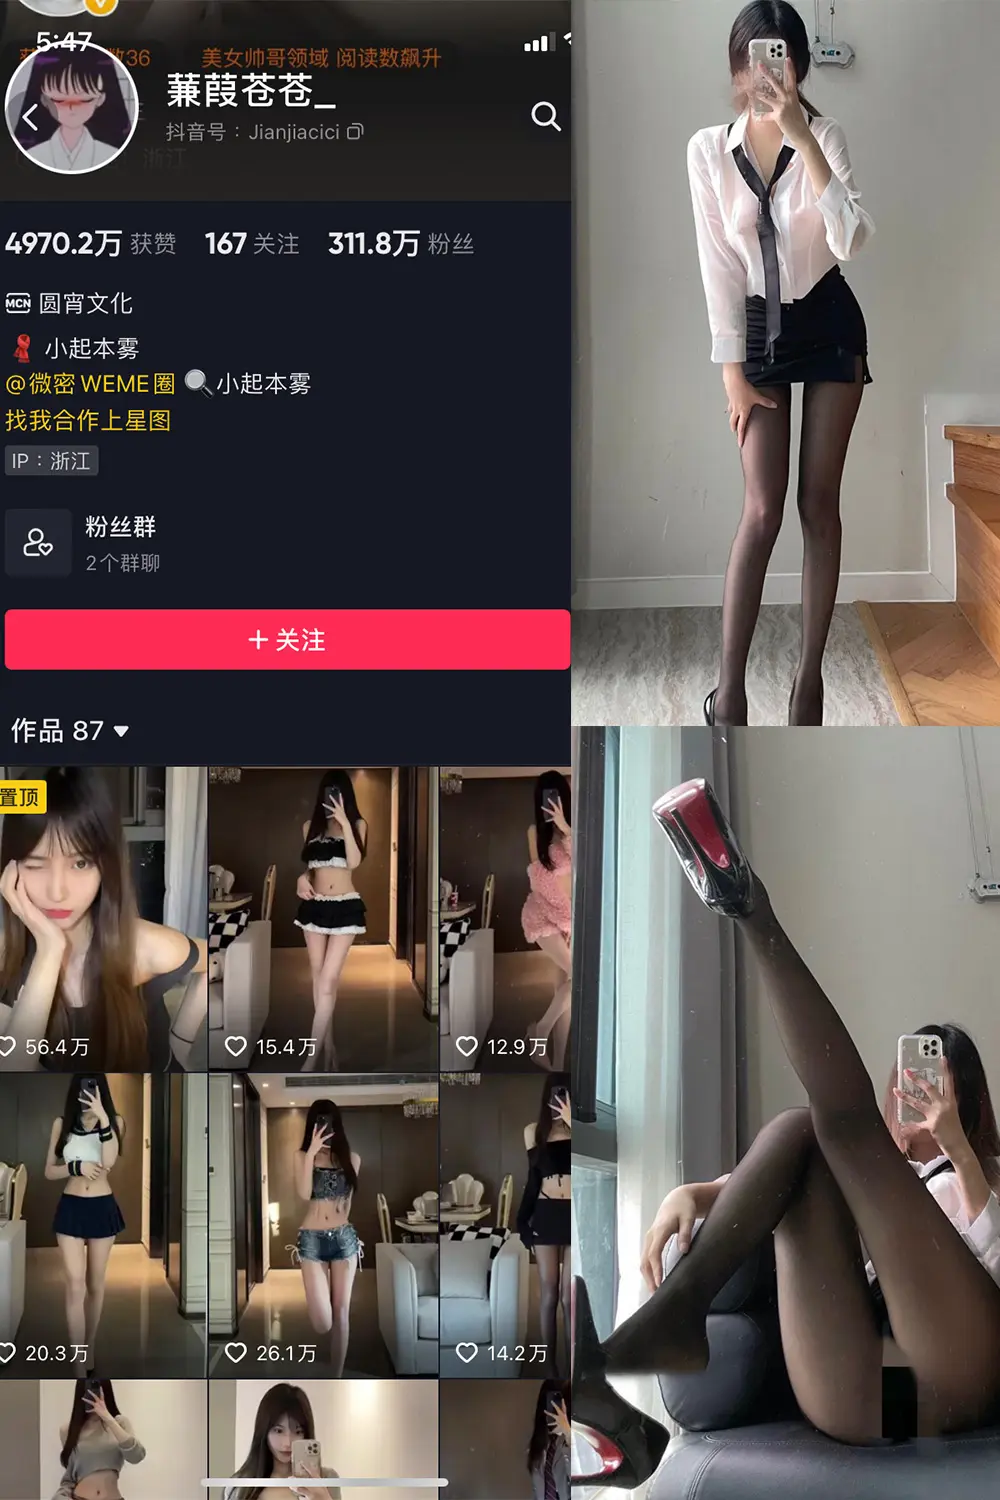 5:47
美女帅哥领域 阅读数飙升
蒹葭苍苍_
抖音号：Jianjiacici
浙江
4970.2万 获赞 167 关注 311.8万 粉丝
MCN 圆宵文化
小起本雾
@微密WEME圈 小起本雾
找我合作上星图
IP：浙江
粉丝群
2个群聊
+ 关注
作品 87
置顶
56.4万
15.4万
12.9万
20.3万
26.1万
14.2万